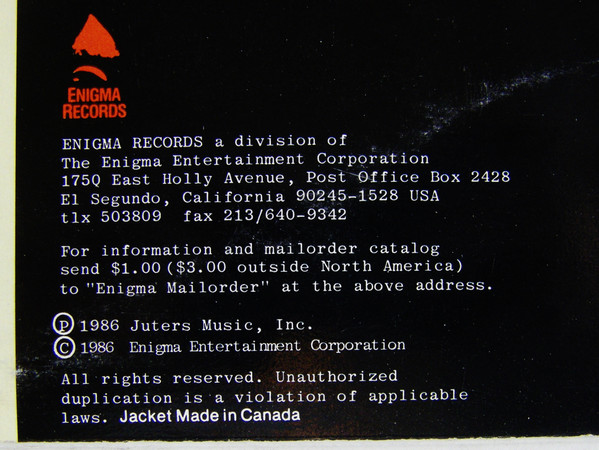 ENIGMA
RECORDS
ENIGMA RECORDS a division of
The Enigma Entertainment Corporation
175Q East Holly Avenue, Post Office Box 2428
El Segundo, California 90245-1528 USA
tlx 503809 fax 213/640-9342
For information and mailorder catalog
send $1.00 ($3.00 outside North America)
to "Enigma Mailorder" at the above address.
Ⓟ 1986 Juters Music, Inc.
© 1986 Enigma Entertainment Corporation
All rights reserved. Unauthorized
duplication is a violation of applicable
laws. Jacket Made in Canada